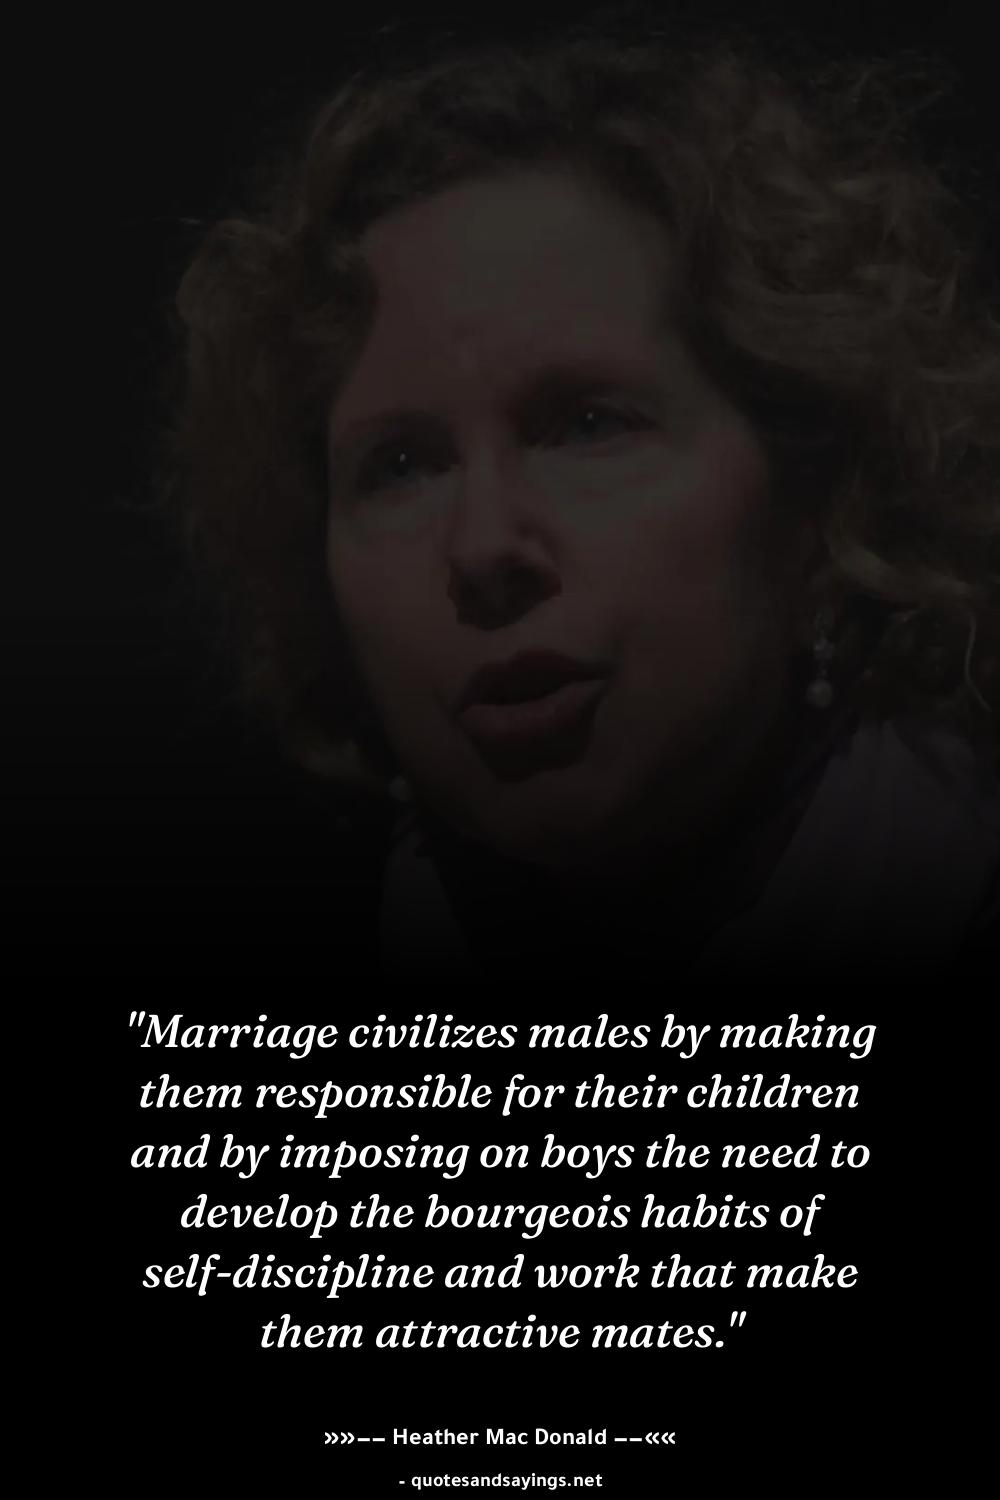 "Marriage civilizes males by making
them responsible for their children
and by imposing on boys the need to
develop the bourgeois habits of
self-discipline and work that make
them attractive mates."
»»−− Heather Mac Donald −−««
- quotesandsayings.net